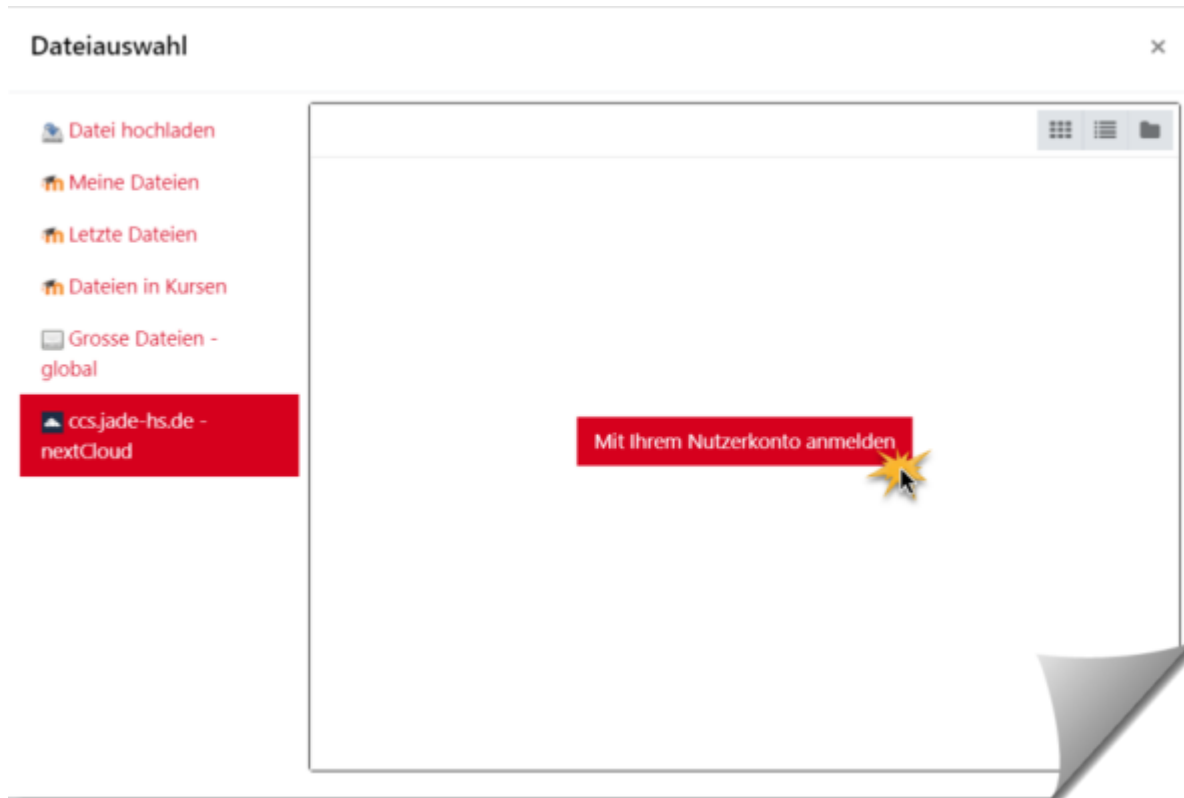 Dateiauswahl
×
Datei hochladen
Meine Dateien
Letzte Dateien
Dateien in Kursen
Grosse Dateien -
global
ccs.jade-hs.de -
nextCloud
Mit Ihrem Nutzerkonto anmelden